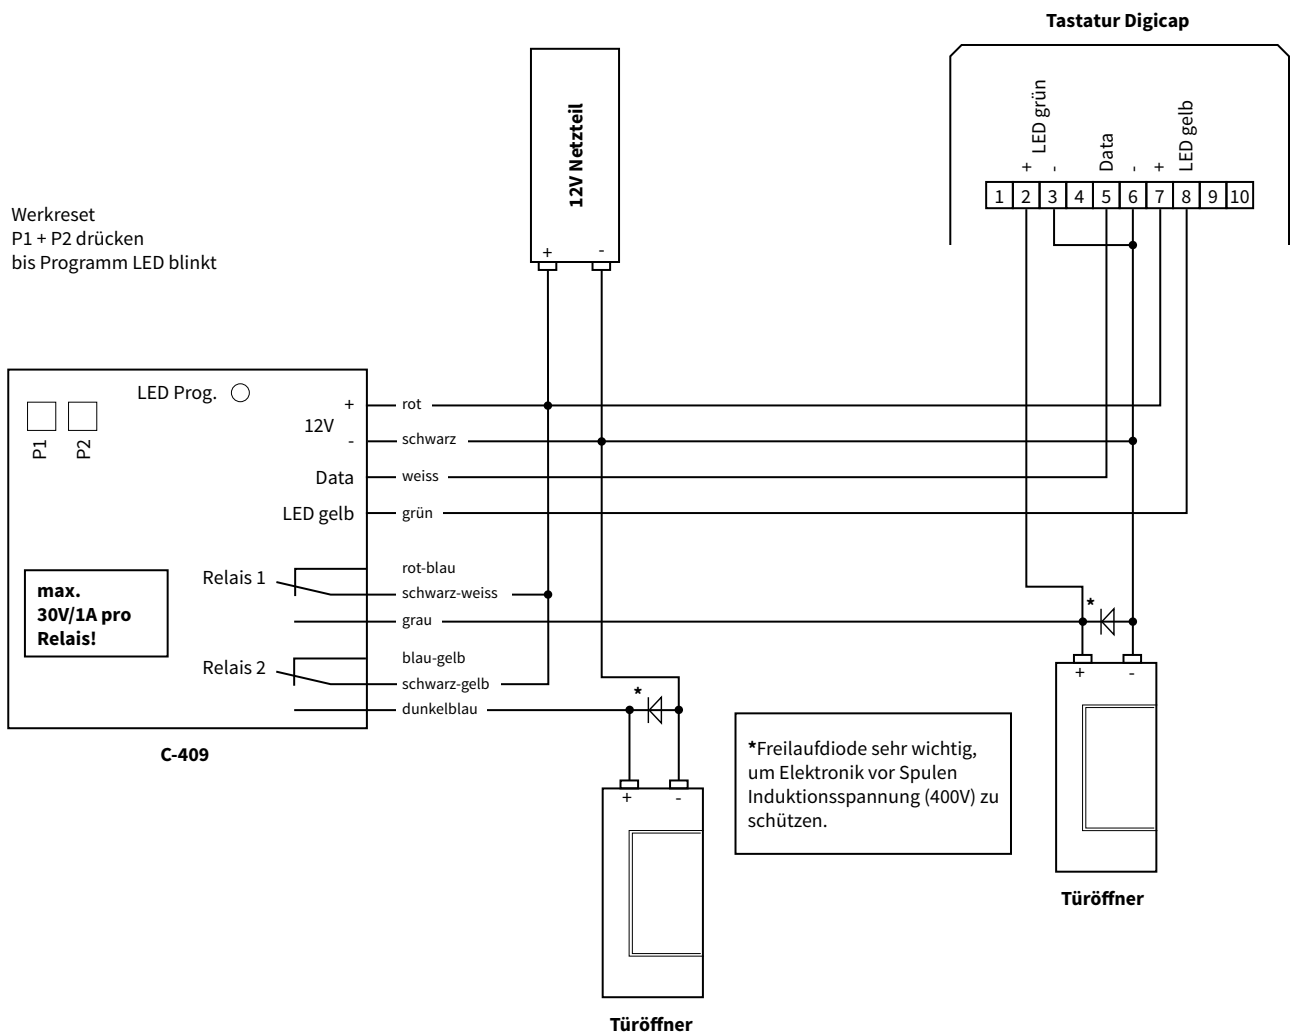 Tastatur Digicap
LED grün
Data
LED gelb
+
-
-
+
1 2 3 4 5 6 7 8 9 10
12V Netzteil
+ -
Werkreset
P1 + P2 drücken
bis Programm LED blinkt
LED Prog.
P1
P2
+
12V
-
Data
LED gelb
rot
schwarz
weiss
grün
Relais 1
rot-blau
schwarz-weiss
grau
max.
30V/1A pro
Relais!
Relais 2
blau-gelb
schwarz-gelb
dunkelblau
C-409
*
+ -
Türöffner
*
+ -
Türöffner
*Freilaufdiode sehr wichtig,
um Elektronik vor Spulen
Induktionsspannung (400V) zu
schützen.